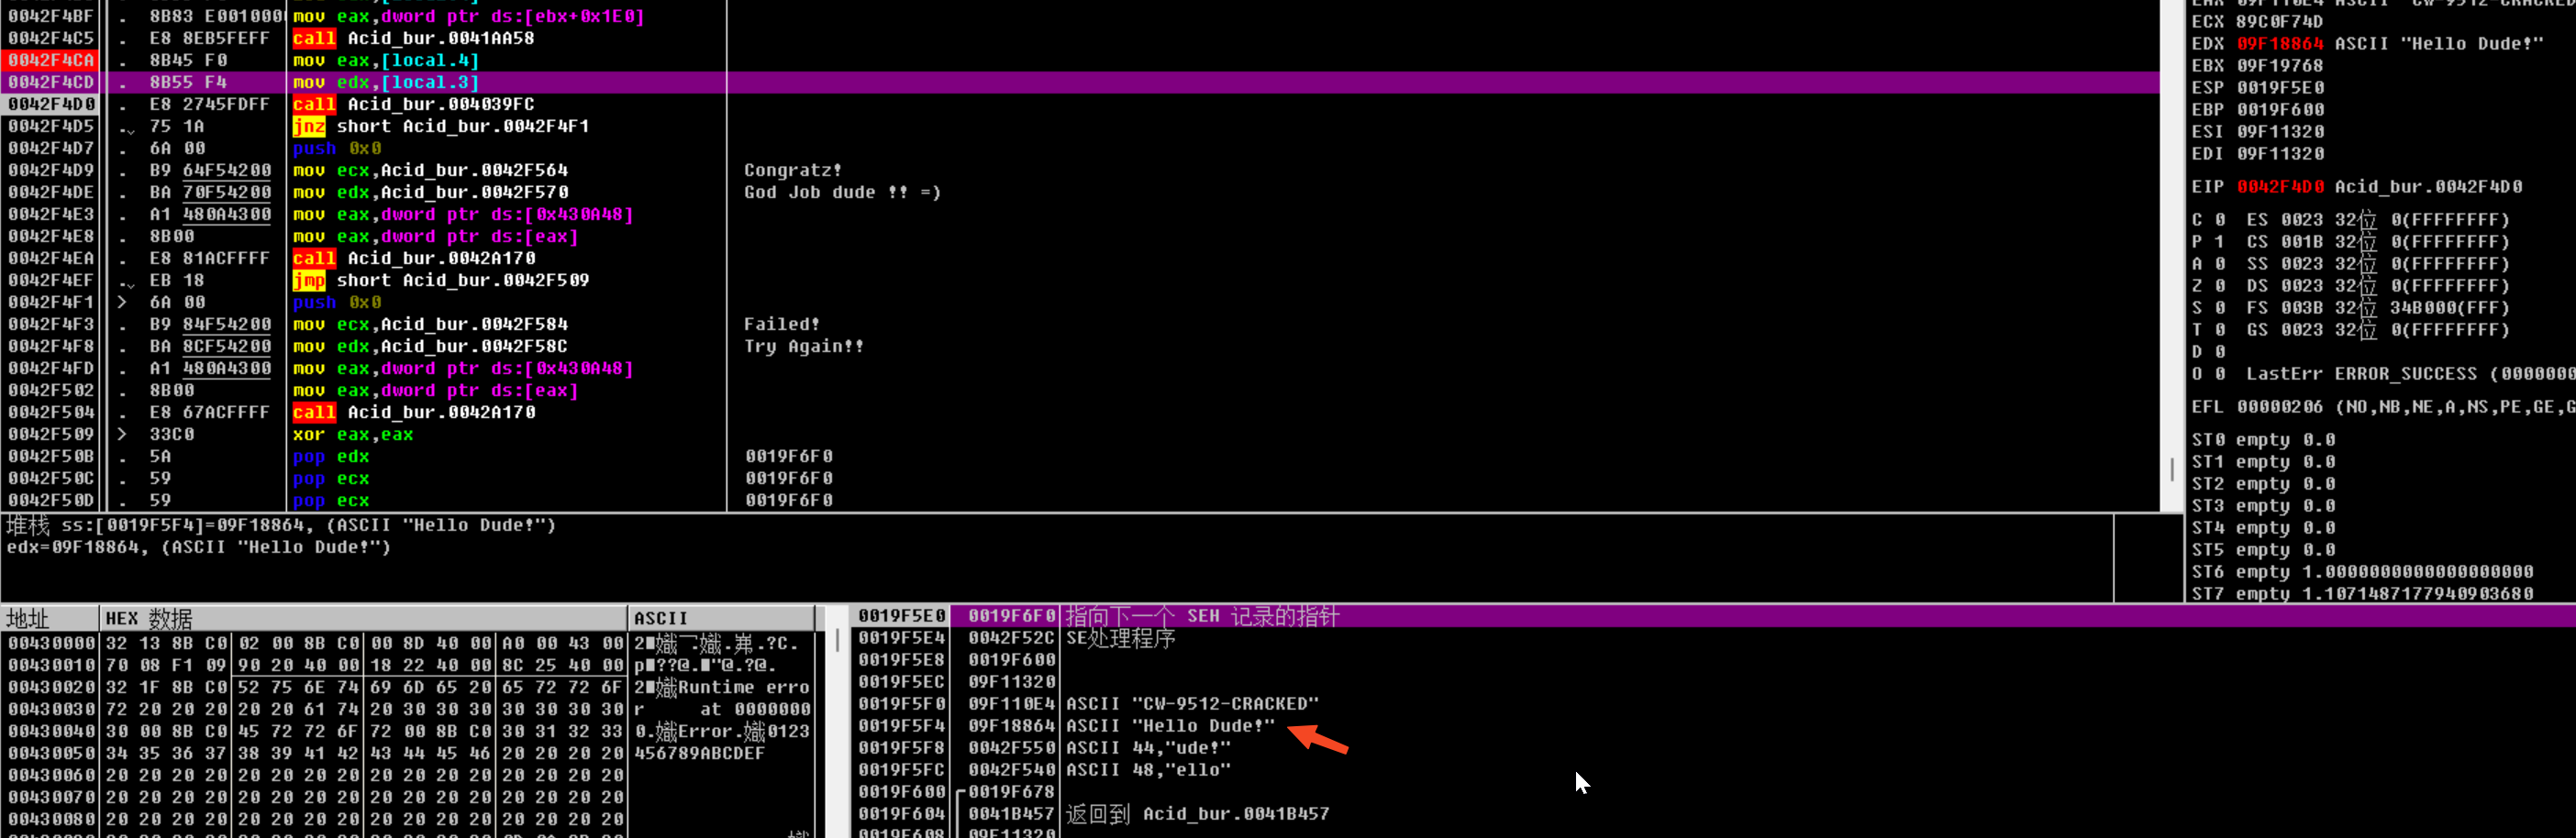 0042F4BF . 8B83 E0010000 mov eax,dword ptr ds:[ebx+0x1E0]
0042F4C5 . E8 8EB5FEFF call Acid_bur.0041AA58
0042F4CA . 8B45 F0 mov eax,[local.4]
0042F4CD . 8B55 F4 mov edx,[local.3]
0042F4D0 . E8 2745FDFF call Acid_bur.004039FC
0042F4D5 . 75 1A jnz short Acid_bur.0042F4F1
0042F4D7 . 6A 00 push 0x0
0042F4D9 . B9 64F54200 mov ecx,Acid_bur.0042F564 Congratz!
0042F4DE . BA 70F54200 mov edx,Acid_bur.0042F570 God Job dude !! =)
0042F4E3 . A1 480A4300 mov eax,dword ptr ds:[0x430A48]
0042F4E8 . 8B00 mov eax,dword ptr ds:[eax]
0042F4EA . E8 81ACFFFF call Acid_bur.0042A170
0042F4EF . EB 18 jmp short Acid_bur.0042F509
0042F4F1 > 6A 00 push 0x0
0042F4F3 . B9 84F54200 mov ecx,Acid_bur.0042F584 Failed!
0042F4F8 . BA 8CF54200 mov edx,Acid_bur.0042F58C Try Again!!
0042F4FD . A1 480A4300 mov eax,dword ptr ds:[0x430A48]
0042F502 . 8B00 mov eax,dword ptr ds:[eax]
0042F504 . E8 67ACFFFF call Acid_bur.0042A170
0042F509 > 33C0 xor eax,eax
0042F50B . 5A pop edx 0019F6F0
0042F50C . 59 pop ecx 0019F6F0
0042F50D . 59 pop ecx 0019F6F0
堆栈 ss:[0019F5F4]=09F18864, (ASCII "Hello Dude!")
edx=09F18864, (ASCII "Hello Dude!")
EAX 09F110E4 ASCII "CW-9512-CRACKED
ECX 89C0F74D
EDX 09F18864 ASCII "Hello Dude!"
EBX 09F19768
ESP 0019F5E0
EBP 0019F600
ESI 09F11320
EDI 09F11320
EIP 0042F4D0 Acid_bur.0042F4D0
C 0 ES 0023 32位 0(FFFFFFFF)
P 1 CS 001B 32位 0(FFFFFFFF)
A 0 SS 0023 32位 0(FFFFFFFF)
Z 0 DS 0023 32位 0(FFFFFFFF)
S 0 FS 003B 32位 34B000(FFF)
T 0 GS 0023 32位 0(FFFFFFFF)
D 0
O 0 LastErr ERROR_SUCCESS (0000000
EFL 00000206 (NO,NB,NE,A,NS,PE,GE,G
ST0 empty 0.0
ST1 empty 0.0
ST2 empty 0.0
ST3 empty 0.0
ST4 empty 0.0
ST5 empty 0.0
ST6 empty 1.0000000000000000000
ST7 empty 1.1071487177940903680
地址 HEX 数据 ASCII
00430000 32 13 8B C0 02 00 8B C0 00 8D 40 00 A0 00 43 00
00430010 70 08 F1 09 90 20 40 00 18 22 40 00 8C 25 40 00
00430020 32 1F 8B C0 52 75 6E 74 69 6D 65 20 65 72 72 6F Runtime erro
00430030 72 20 20 20 20 20 61 74 20 30 30 30 30 30 30 30 r at 0000000
00430040 30 00 8B C0 45 72 72 6F 72 00 8B C0 30 31 32 33 0.媙Error.媙0123
00430050 34 35 36 37 38 39 41 42 43 44 45 46 20 20 20 20 456789ABCDEF
00430060 20 20 20 20 20 20 20 20 20 20 20 20 20 20 20 20
00430070 20 20 20 20 20 20 20 20 20 20 20 20 20 20 20 20
00430080 20 20 20 20 20 20 20 20 20 20 20 20 20 20 20 20
0019F5E0 0019F6F0 指向下一个 SEH 记录的指针
0019F5E4 0042F52C SE处理程序
0019F5E8 0019F600
0019F5EC 09F11320
0019F5F0 09F110E4 ASCII "CW-9512-CRACKED"
0019F5F4 09F18864 ASCII "Hello Dude!"
0019F5F8 0042F550 ASCII 44,"ude!"
0019F5FC 0042F540 ASCII 48,"ello"
0019F600 0019F678
0019F604 0041B457 返回到 Acid_bur.0041B457
0019F608 09F11320